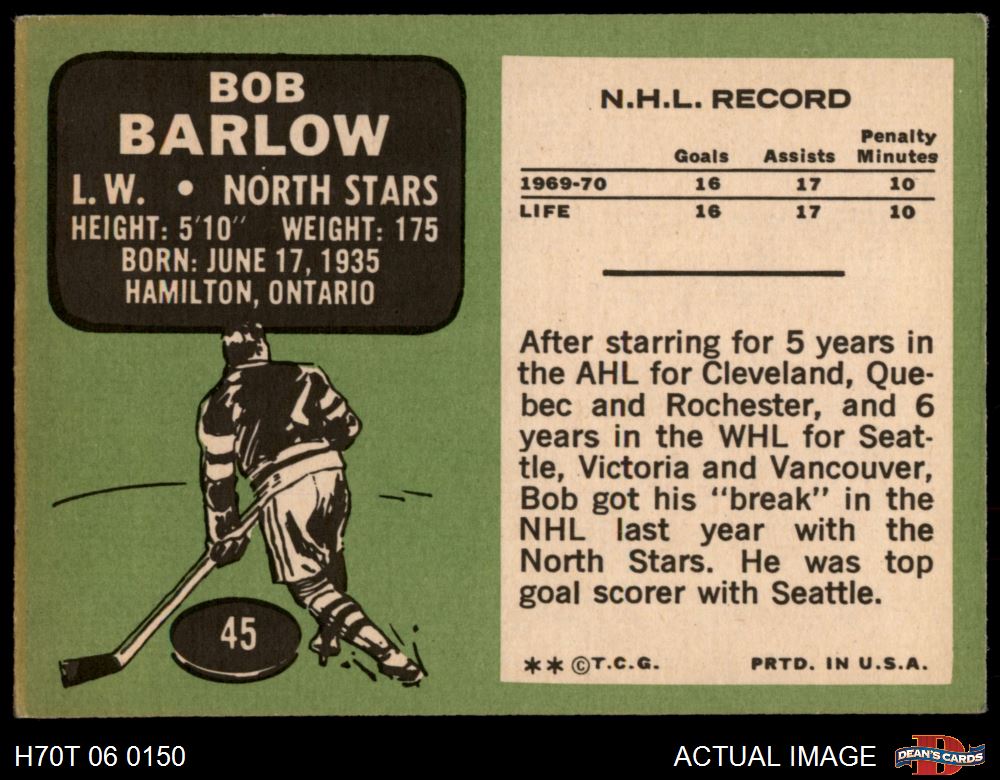 BOB
BARLOW
L.W. • NORTH STARS
HEIGHT: 5'10" WEIGHT: 175
BORN: JUNE 17, 1935
HAMILTON, ONTARIO
45
N.H.L. RECORD
Goals Assists Penalty Minutes
1969-70 16 17 10
LIFE 16 17 10
After starring for 5 years in
the AHL for Cleveland, Que-
bec and Rochester, and 6
years in the WHL for Seat-
tle, Victoria and Vancouver,
Bob got his "break" in the
NHL last year with the
North Stars. He was top
goal scorer with Seattle.
** ©T.C.G. PRTD. IN U.S.A.
H70T 06 0150
ACTUAL IMAGE
D
DEAN'S CARDS